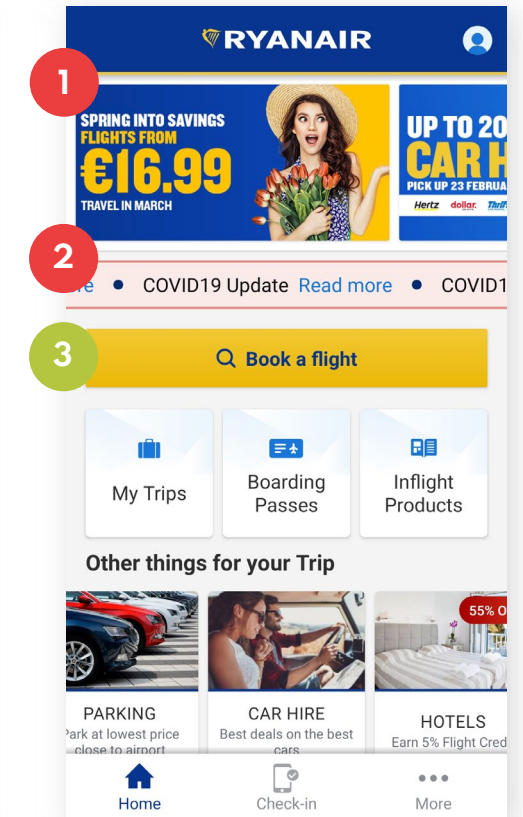 RYANAIR
1
SPRING INTO SAVINGS
FLIGHTS FROM
€16.99
TRAVEL IN MARCH
UP TO 20
CAR H
PICK UP 23 FEBRUA
Hertz dollar. Thrif
2
re • COVID19 Update Read more • COVID1
3
Book a flight
My Trips
Boarding
Passes
Inflight
Products
Other things for your Trip
55% O
PARKING
Park at lowest price
close to airport
CAR HIRE
Best deals on the best
cars
HOTELS
Earn 5% Flight Cred
Home
Check-in
More